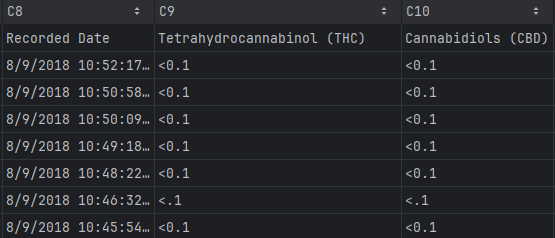 C8 C9 C10
Recorded Date Tetrahydrocannabinol (THC) Cannabidiols (CBD)
8/9/2018 10:52:17… <0.1 <0.1
8/9/2018 10:50:58… <0.1 <0.1
8/9/2018 10:50:09… <0.1 <0.1
8/9/2018 10:49:18… <0.1 <0.1
8/9/2018 10:48:22… <0.1 <0.1
8/9/2018 10:46:32… <.1 <.1
8/9/2018 10:45:54… <0.1 <0.1